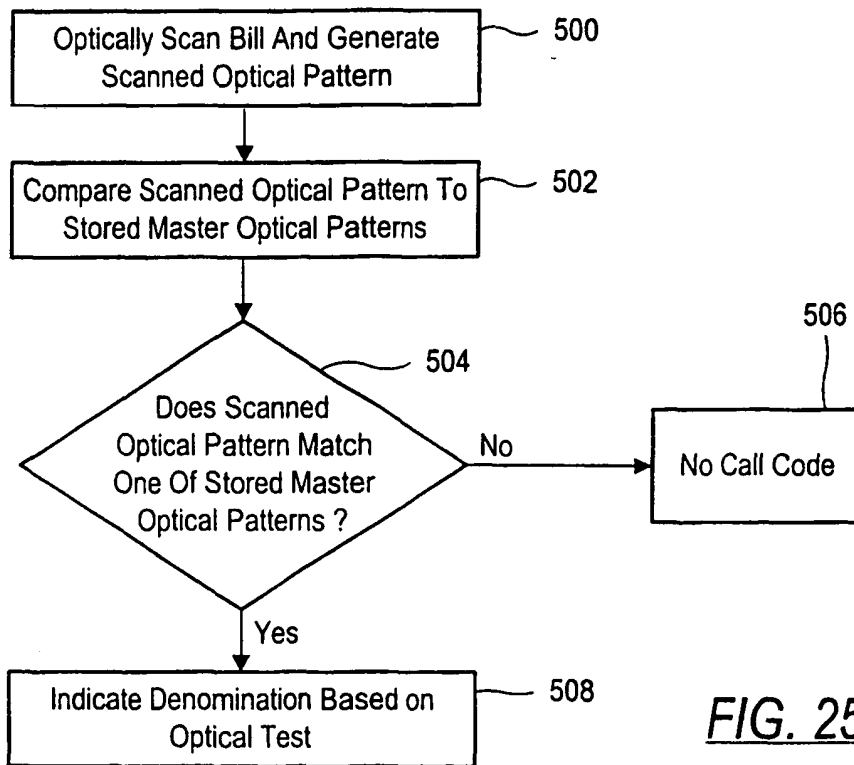 Optically Scan Bill And Generate
Scanned Optical Pattern
500
Compare Scanned Optical Pattern To
Stored Master Optical Patterns
502
504
Does Scanned
Optical Pattern Match
One Of Stored Master
Optical Patterns ?
No
506
No Call Code
Yes
Indicate Denomination Based on
Optical Test
508
FIG. 25